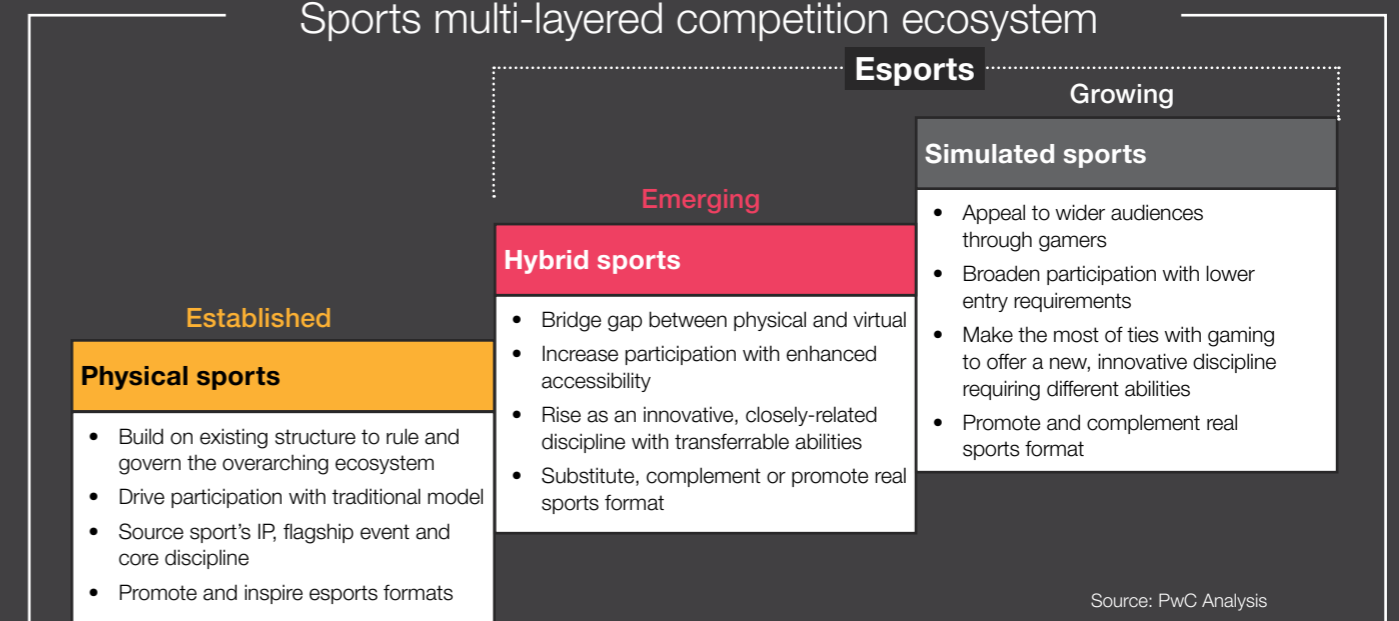 Sports multi-layered competition ecosystem
Esports
Growing
Simulated sports
• Appeal to wider audiences
through gamers
• Broaden participation with lower
entry requirements
• Make the most of ties with gaming
to offer a new, innovative discipline
requiring different abilities
• Promote and complement real
sports format
Emerging
Hybrid sports
• Bridge gap between physical and virtual
• Increase participation with enhanced
accessibility
• Rise as an innovative, closely-related
discipline with transferrable abilities
• Substitute, complement or promote real
sports format
Established
Physical sports
• Build on existing structure to rule and
govern the overarching ecosystem
• Drive participation with traditional model
• Source sport’s IP, flagship event and
core discipline
• Promote and inspire esports formats
Source: PwC Analysis